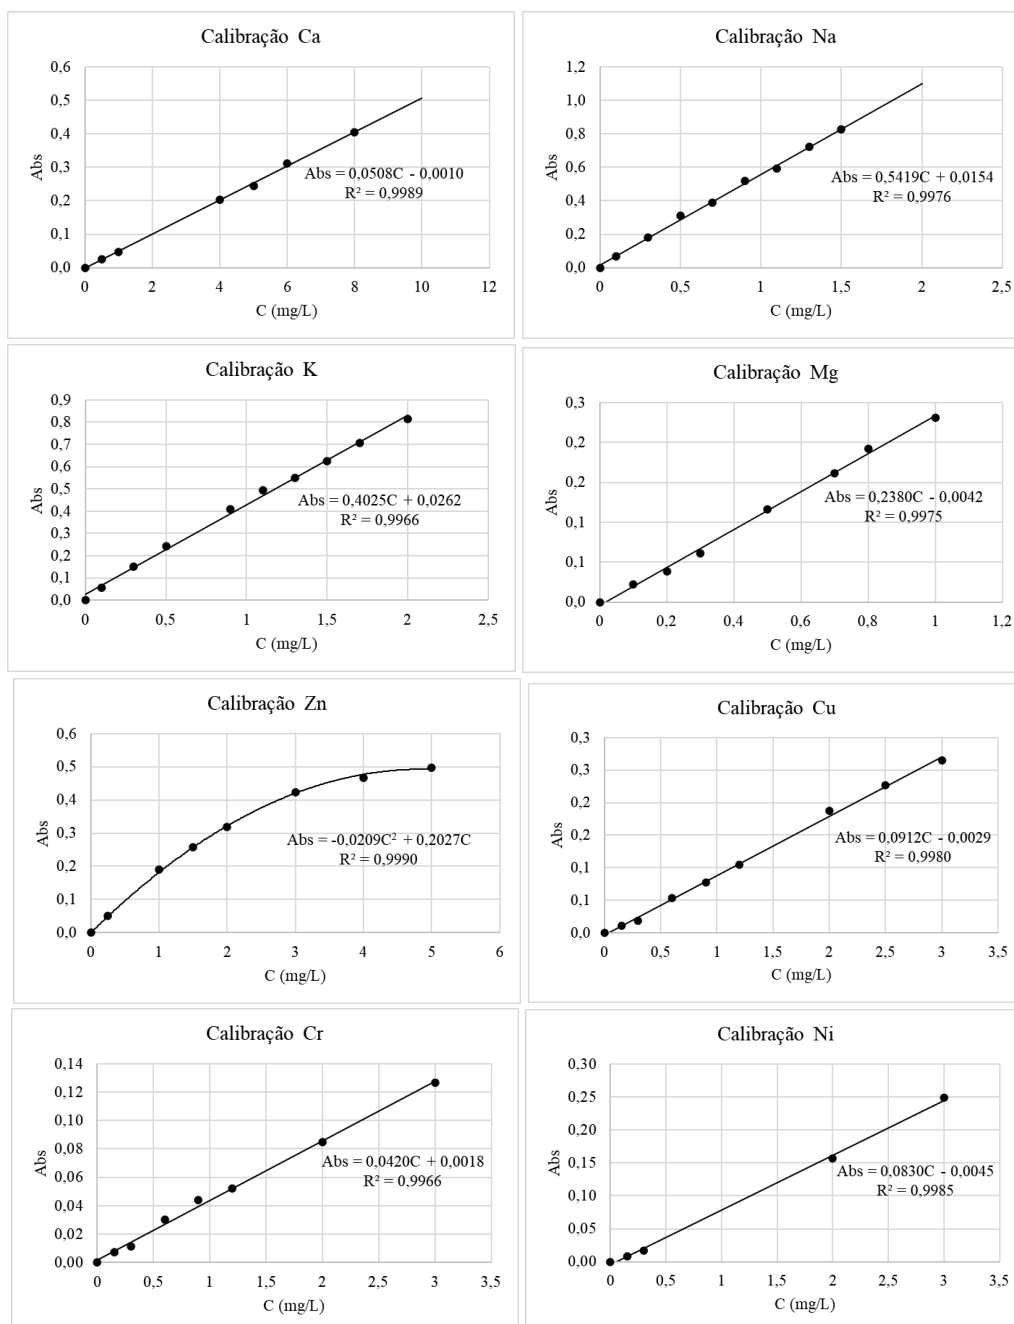 Calibração Ca
0,6
0,5
0,4
0,3
0,2
0,1
0,0
Abs
Abs = 0,0508C - 0,0010
R² = 0,9989
0 2 4 6 8 10 12
C (mg/L)
Calibração Na
1,2
1,0
0,8
0,6
0,4
0,2
0,0
Abs
Abs = 0,5419C + 0,0154
R² = 0,9976
0 0,5 1 1,5 2 2,5
C (mg/L)
Calibração K
0,9
0,8
0,7
0,6
0,5
0,4
0,3
0,2
0,1
0,0
Abs
Abs = 0,4025C + 0,0262
R² = 0,9966
0 0,5 1 1,5 2 2,5
C (mg/L)
Calibração Mg
0,3
0,2
0,2
0,1
0,1
0,0
Abs
Abs = 0,2380C - 0,0042
R² = 0,9975
0 0,2 0,4 0,6 0,8 1 1,2
C (mg/L)
Calibração Zn
0,6
0,5
0,4
0,3
0,2
0,1
0,0
Abs
Abs = -0,0209C² + 0,2027C
R² = 0,9990
0 1 2 3 4 5 6
C (mg/L)
Calibração Cu
0,3
0,3
0,2
0,2
0,1
0,1
0,0
Abs
Abs = 0,0912C - 0,0029
R² = 0,9980
0 0,5 1 1,5 2 2,5 3 3,5
C (mg/L)
Calibração Cr
0,14
0,12
0,10
0,08
0,06
0,04
0,02
0,00
Abs
Abs = 0,0420C + 0,0018
R² = 0,9966
0 0,5 1 1,5 2 2,5 3 3,5
C (mg/L)
Calibração Ni
0,30
0,25
0,20
0,15
0,10
0,05
0,00
Abs
Abs = 0,0830C - 0,0045
R² = 0,9985
0 0,5 1 1,5 2 2,5 3 3,5
C (mg/L)